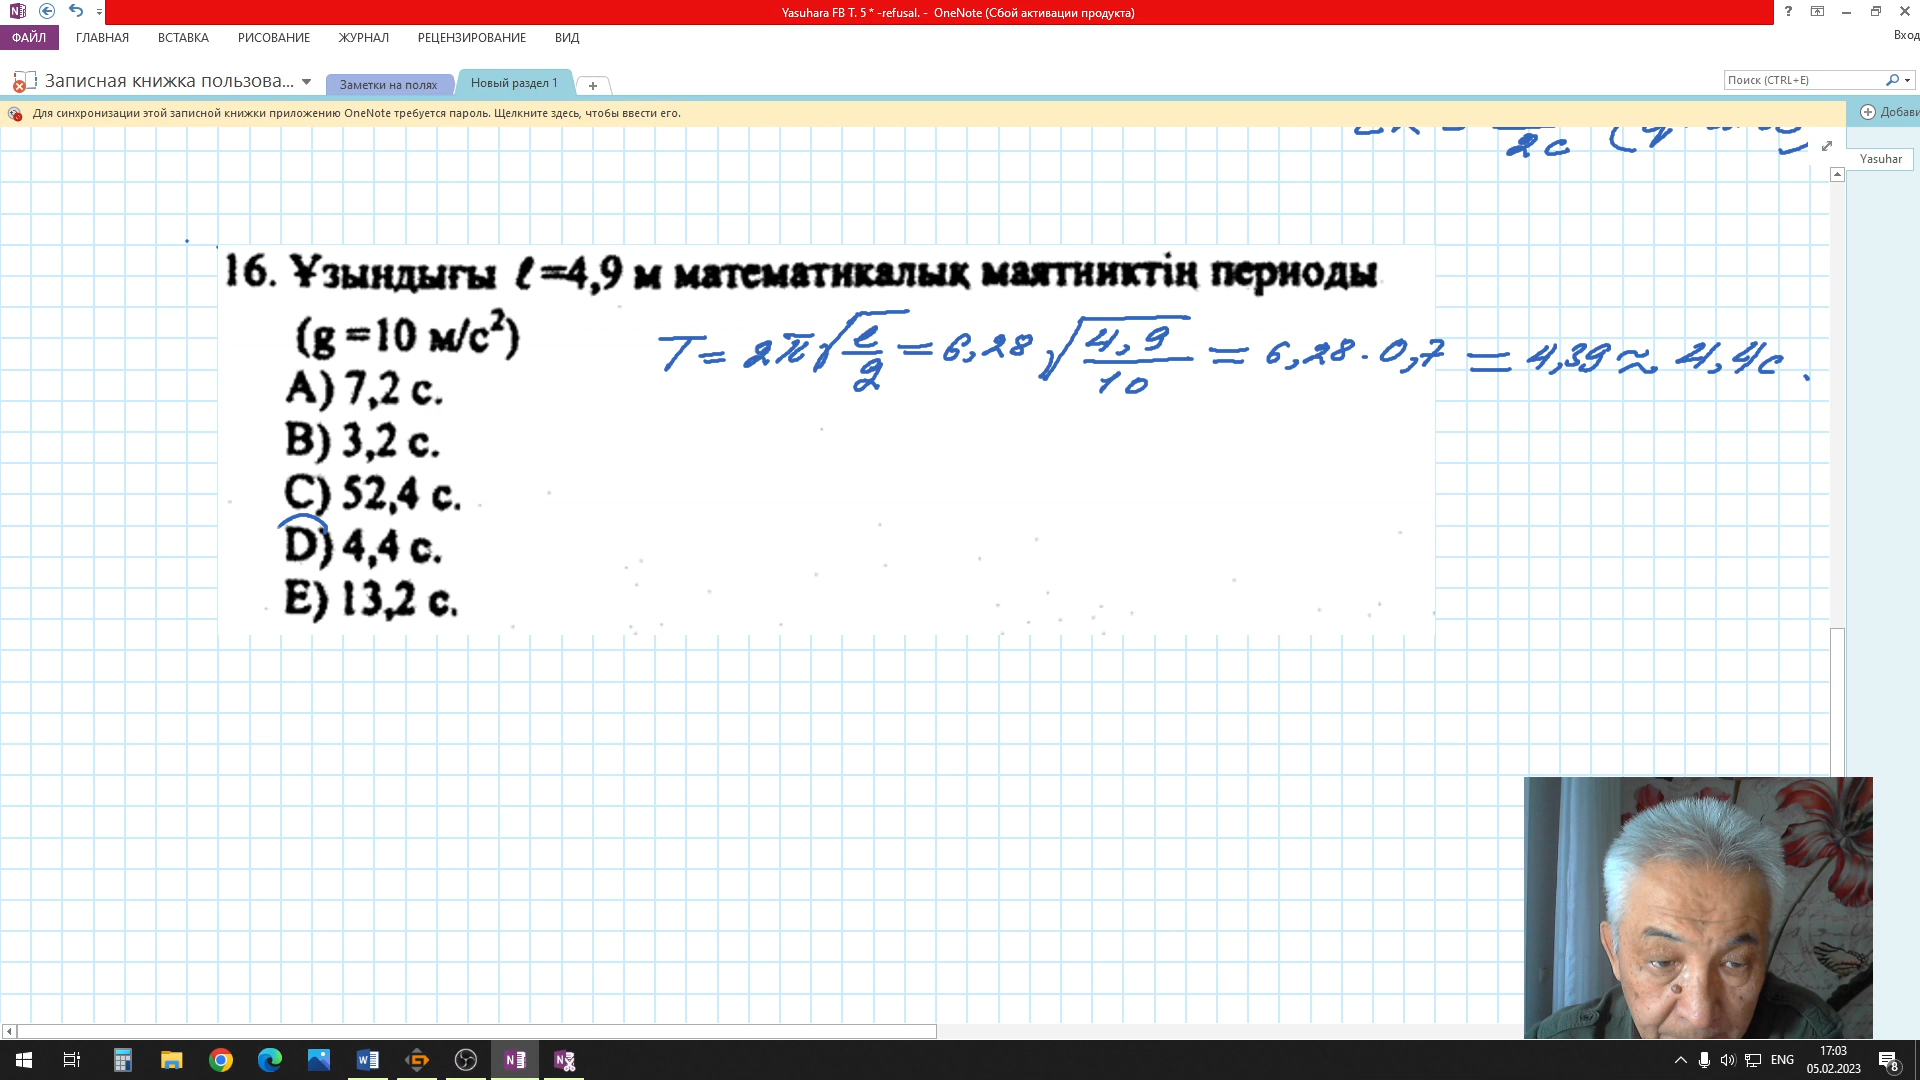 Yasuhara FB T. 5 * -refusal. - OneNote (Сбой активации продукта)
ФАЙЛ ГЛАВНАЯ ВСТАВКА РИСОВАНИЕ ЖУРНАЛ РЕЦЕНЗИРОВАНИЕ ВИД
Вход
Записная книжка пользова... Заметки на полях Новый раздел 1
Поиск (CTRL+E)
Для синхронизации этой записной книжки приложению OneNote требуется пароль. Щелкните здесь, чтобы ввести его.
Добави
Yasuhar
2c
16. Ұзындығы ℓ=4,9 м математикалық маятниктің периоды
(g =10 м/с²)
T = 2π√(l/g) = 6,28 √(4,9/10) = 6,28 · 0,7 = 4,39 ≈ 4,4c.
A) 7,2 с.
B) 3,2 с.
C) 52,4 с.
D) 4,4 с.
E) 13,2 с.
ENG
17:03
05.02.2023
8